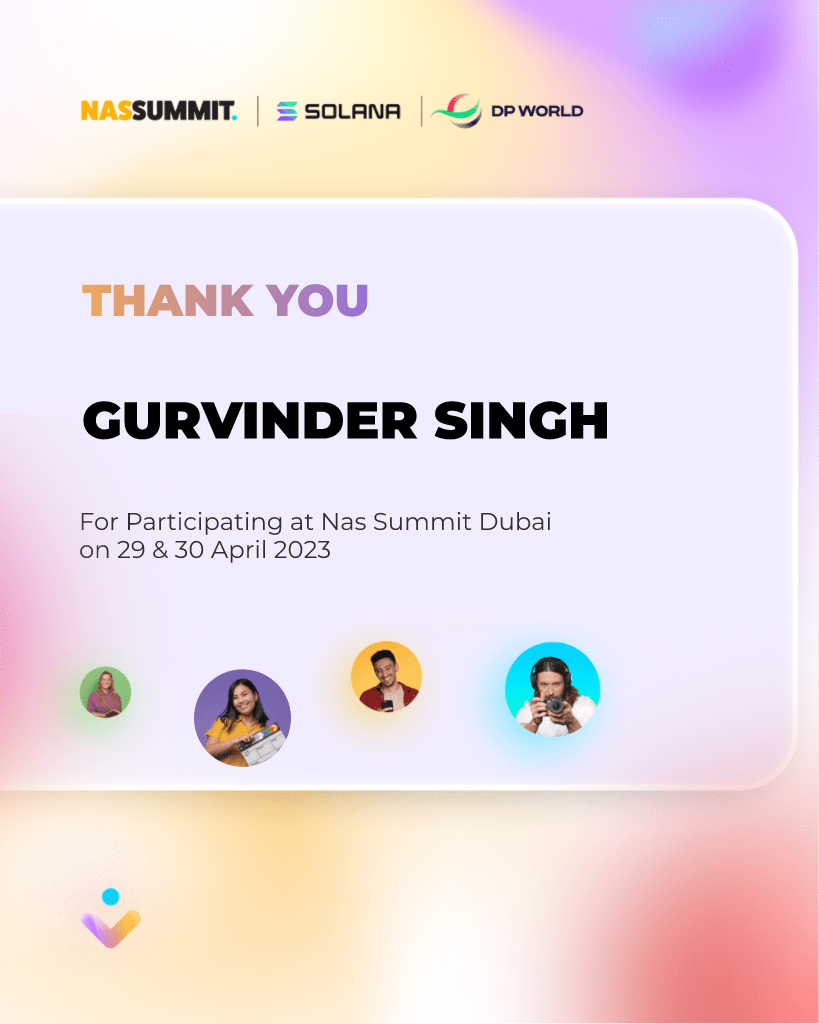 NASSUMMIT.
SOLANA
DP WORLD
THANK YOU
GURVINDER SINGH
For Participating at Nas Summit Dubai
on 29 & 30 April 2023